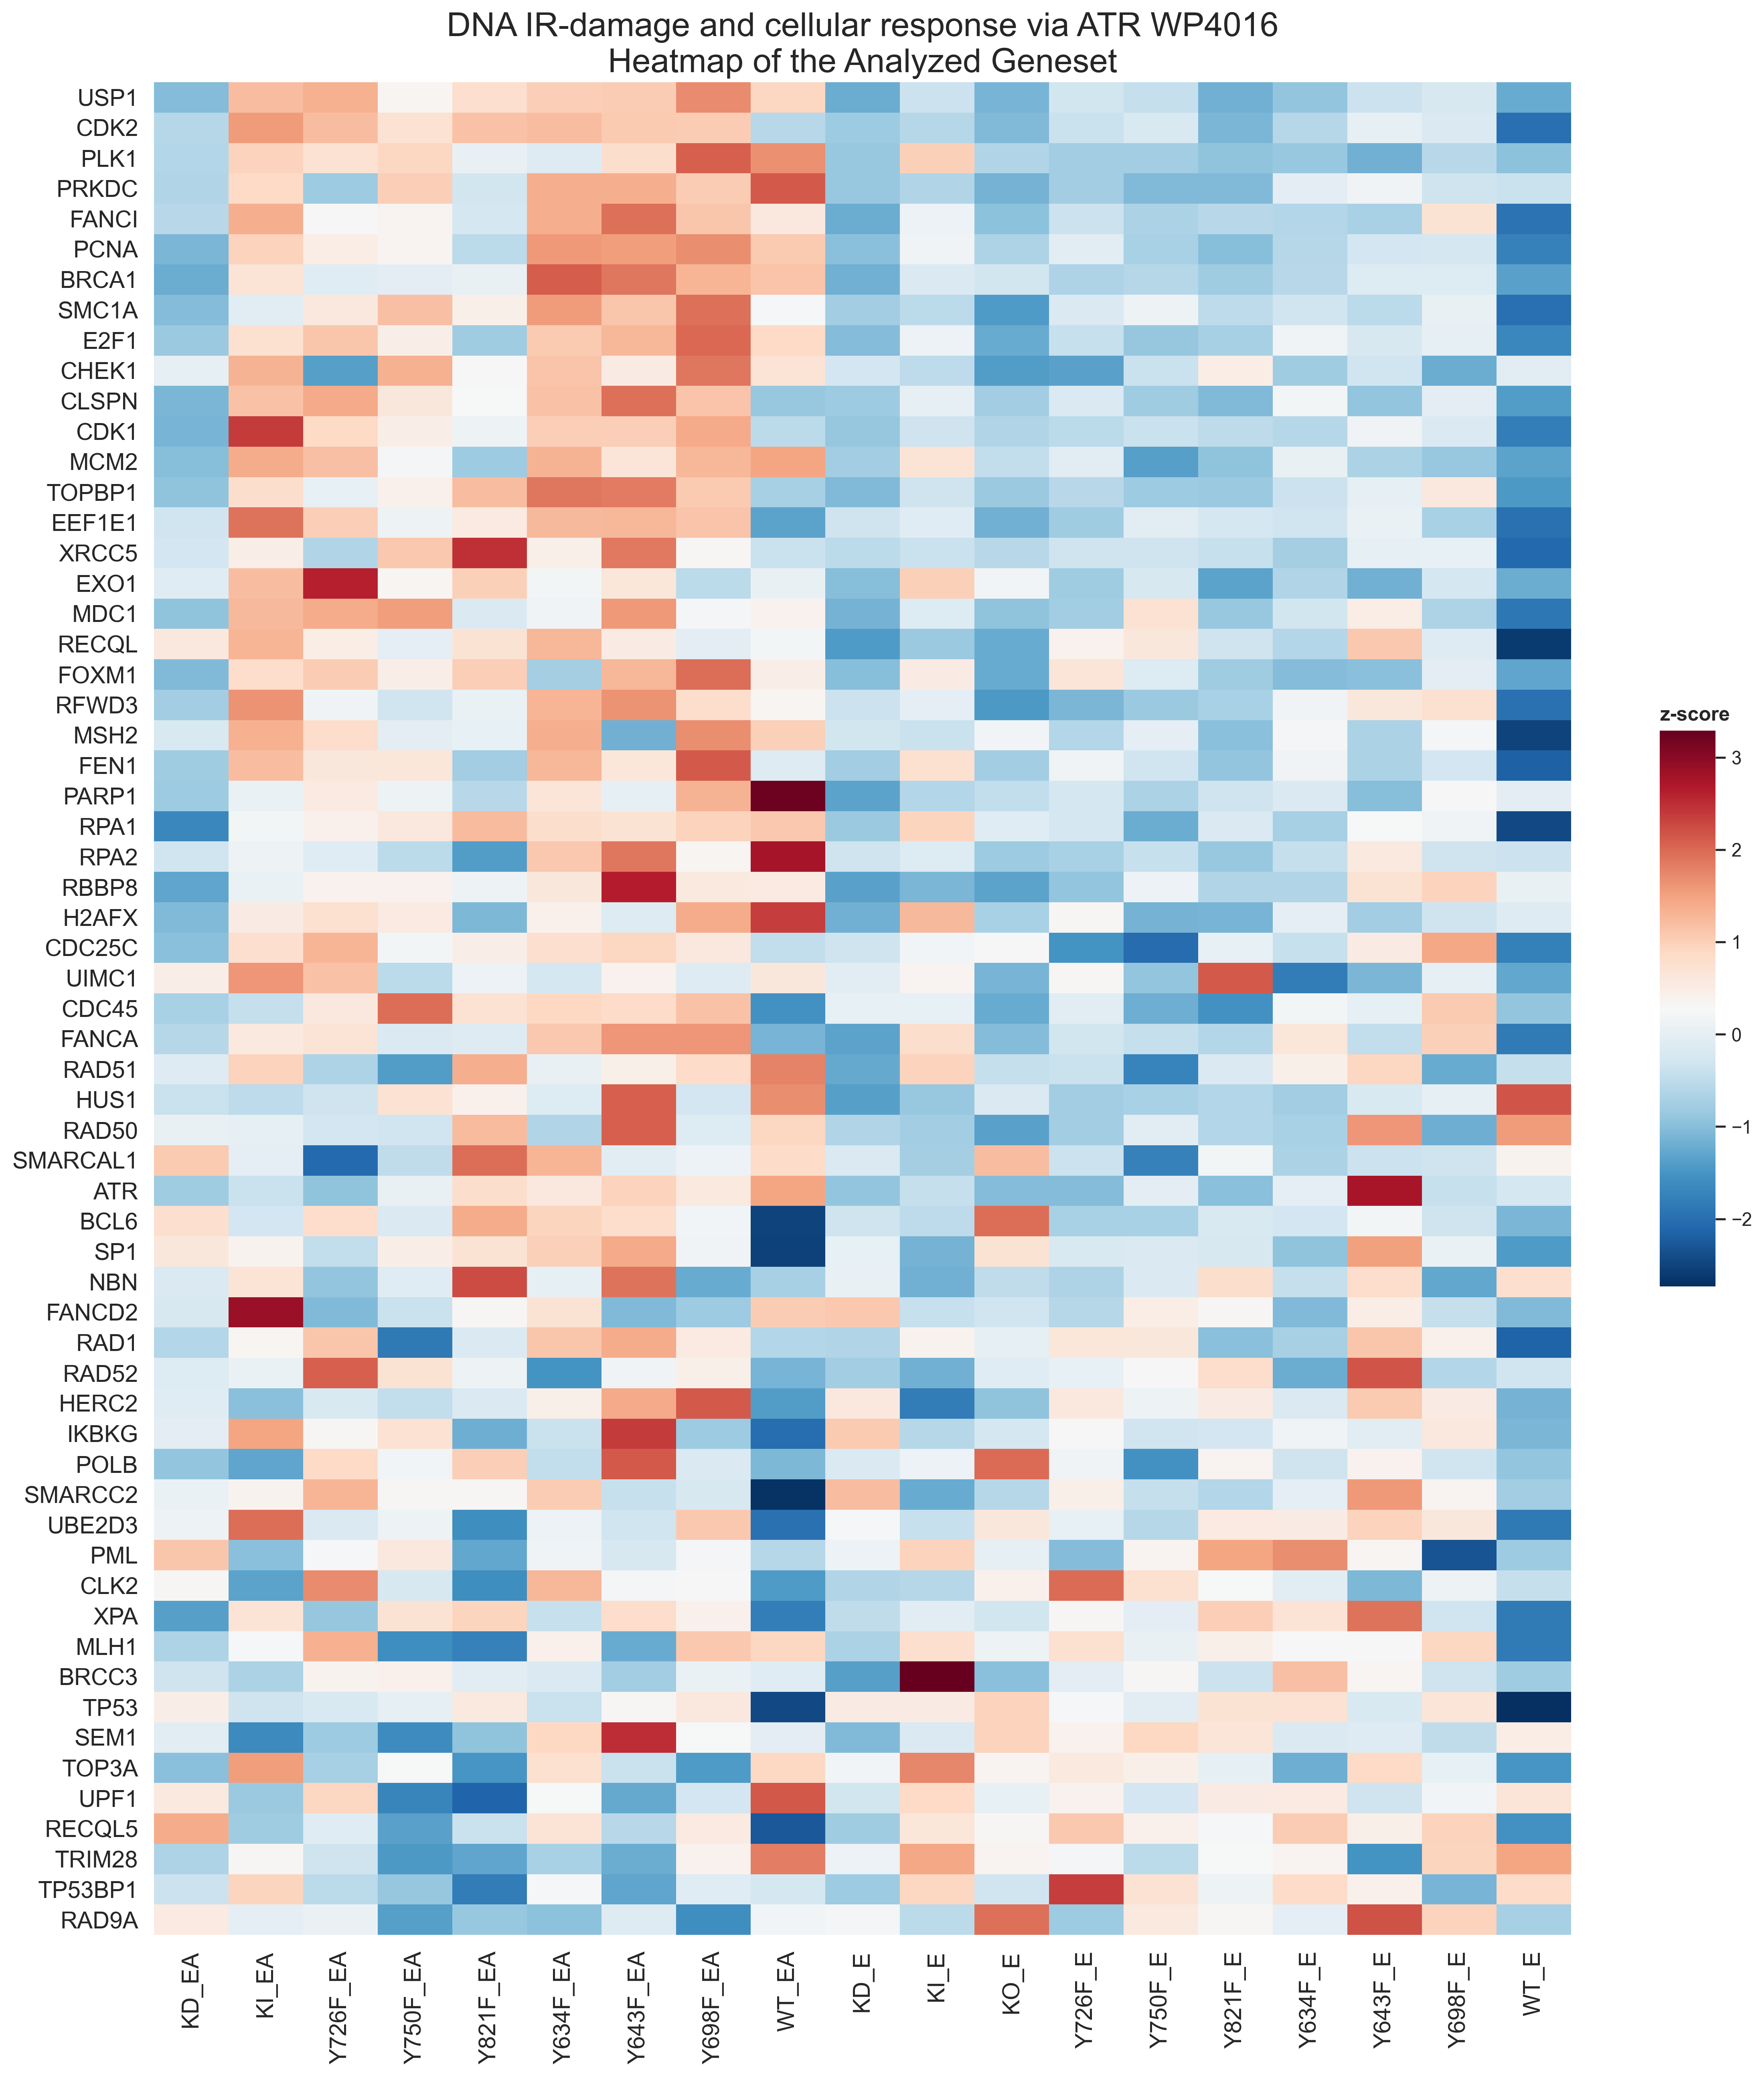 DNA IR-damage and cellular response via ATR WP4016
Heatmap of the Analyzed Geneset
USP1
CDK2
PLK1
PRKDC
FANCI
PCNA
BRCA1
SMC1A
E2F1
CHEK1
CLSPN
CDK1
MCM2
TOPBP1
EEF1E1
XRCC5
EXO1
MDC1
RECQL
FOXM1
RFWD3
MSH2
FEN1
PARP1
RPA1
RPA2
RBBP8
H2AFX
CDC25C
UIMC1
CDC45
FANCA
RAD51
HUS1
RAD50
SMARCAL1
ATR
BCL6
SP1
NBN
FANCD2
RAD1
RAD52
HERC2
IKBKG
POLB
SMARCC2
UBE2D3
PML
CLK2
XPA
MLH1
BRCC3
TP53
SEM1
TOP3A
UPF1
RECQL5
TRIM28
TP53BP1
RAD9A
KD_EA
KI_EA
Y726F_EA
Y750F_EA
Y821F_EA
Y634F_EA
Y643F_EA
Y698F_EA
WT_EA
KD_E
KI_E
KO_E
Y726F_E
Y750F_E
Y821F_E
Y634F_E
Y643F_E
Y698F_E
WT_E
z-score
3
2
1
0
−1
−2